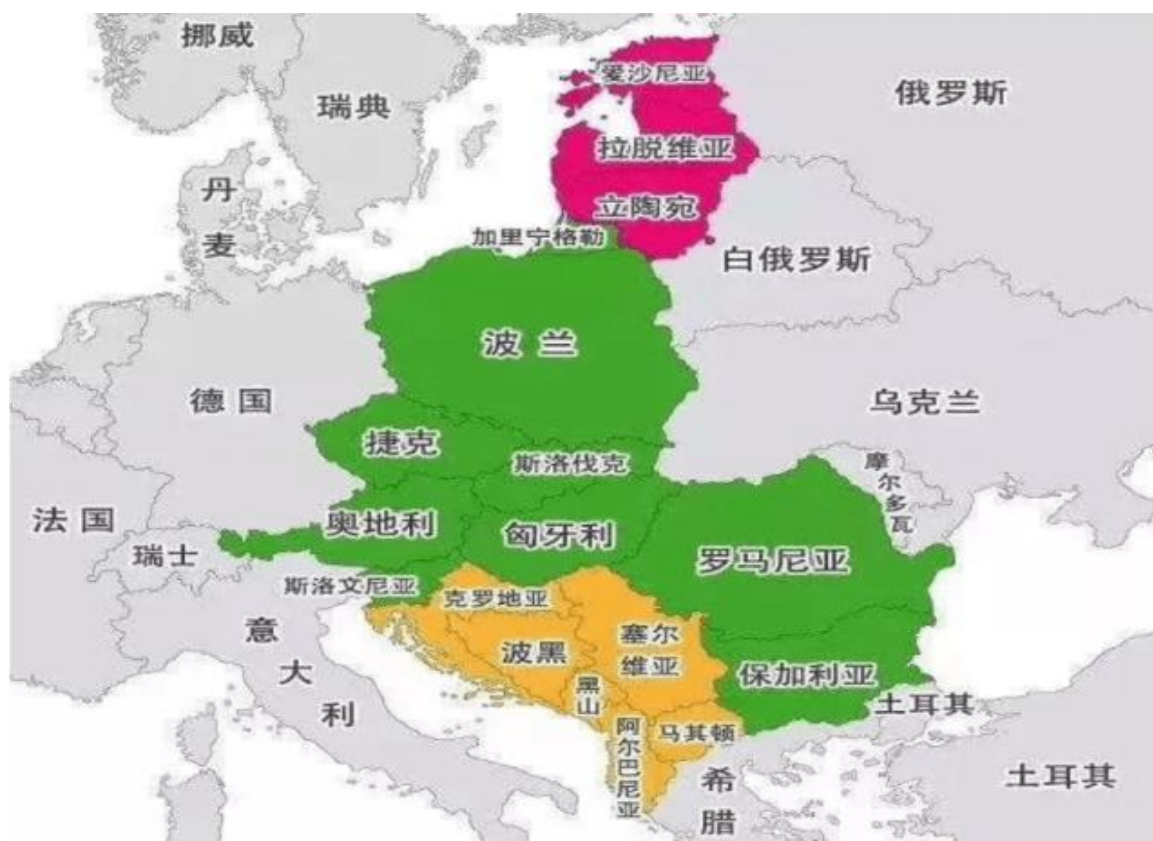 挪威
瑞典
爱沙尼亚
俄罗斯
拉脱维亚
丹
麦
立陶宛
加里宁格勒
白俄罗斯
波兰
德国
乌克兰
捷克
斯洛伐克
摩
尔
多
瓦
法国
奥地利
匈牙利
瑞士
罗马尼亚
斯洛文尼亚
克罗地亚
意
大
利
塞尔
维亚
波黑
保加利亚
黑
山
土耳其
阿
尔
巴
尼
亚
马其顿
希
腊
土耳其